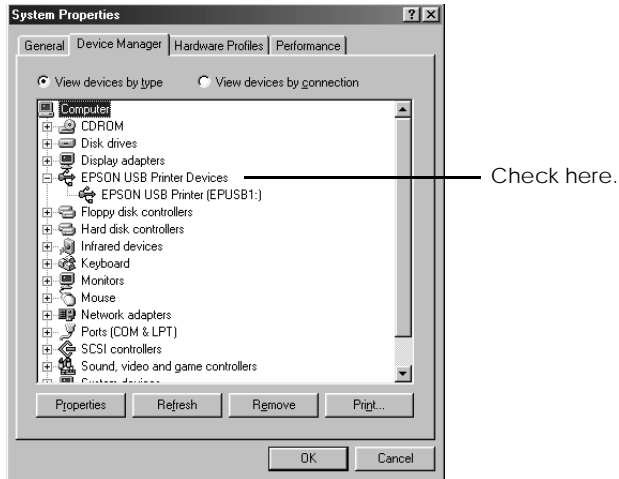 System Properties
General Device Manager Hardware Profiles Performance
View devices by type View devices by connection
Computer
CDROM
Disk drives
Display adapters
EPSON USB Printer Devices
Check here.
EPSON USB Printer (EPUSB1:)
Floppy disk controllers
Hard disk controllers
Infrared devices
Keyboard
Monitors
Mouse
Network adapters
Ports (COM & LPT)
SCSI controllers
Sound, video and game controllers
System devices
Properties Refresh Remove Print...
OK Cancel